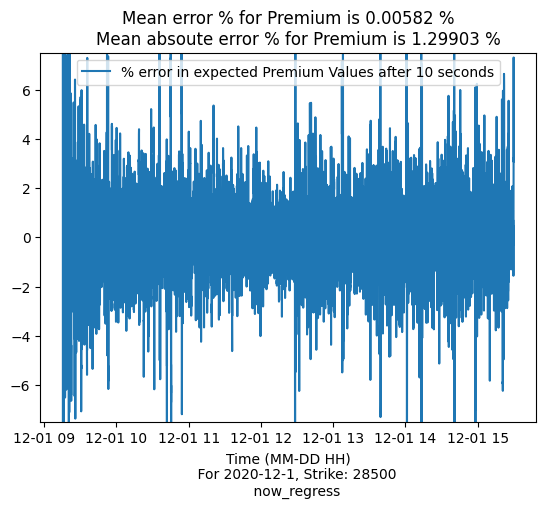 Mean error % for Premium is 0.00582 %
Mean absoute error % for Premium is 1.29903 %
% error in expected Premium Values after 10 seconds
6
4
2
0
−2
−4
−6
12-01 09 12-01 10 12-01 11 12-01 12 12-01 13 12-01 14 12-01 15
Time (MM-DD HH)
For 2020-12-1, Strike: 28500
now_regress